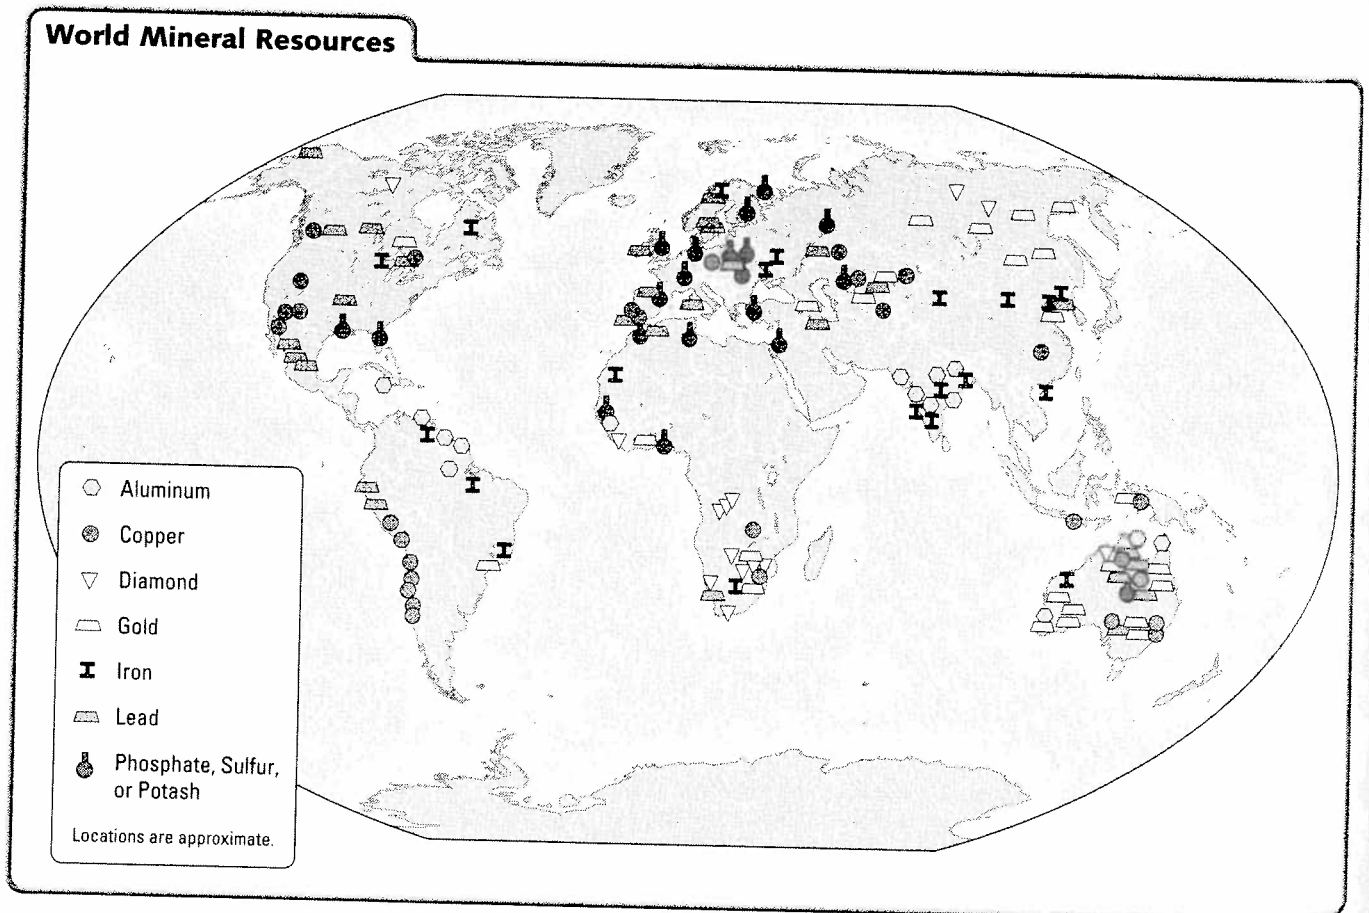 World Mineral Resources
Aluminum
Copper
Diamond
Gold
Iron
Lead
Phosphate, Sulfur,
or Potash
Locations are approximate.